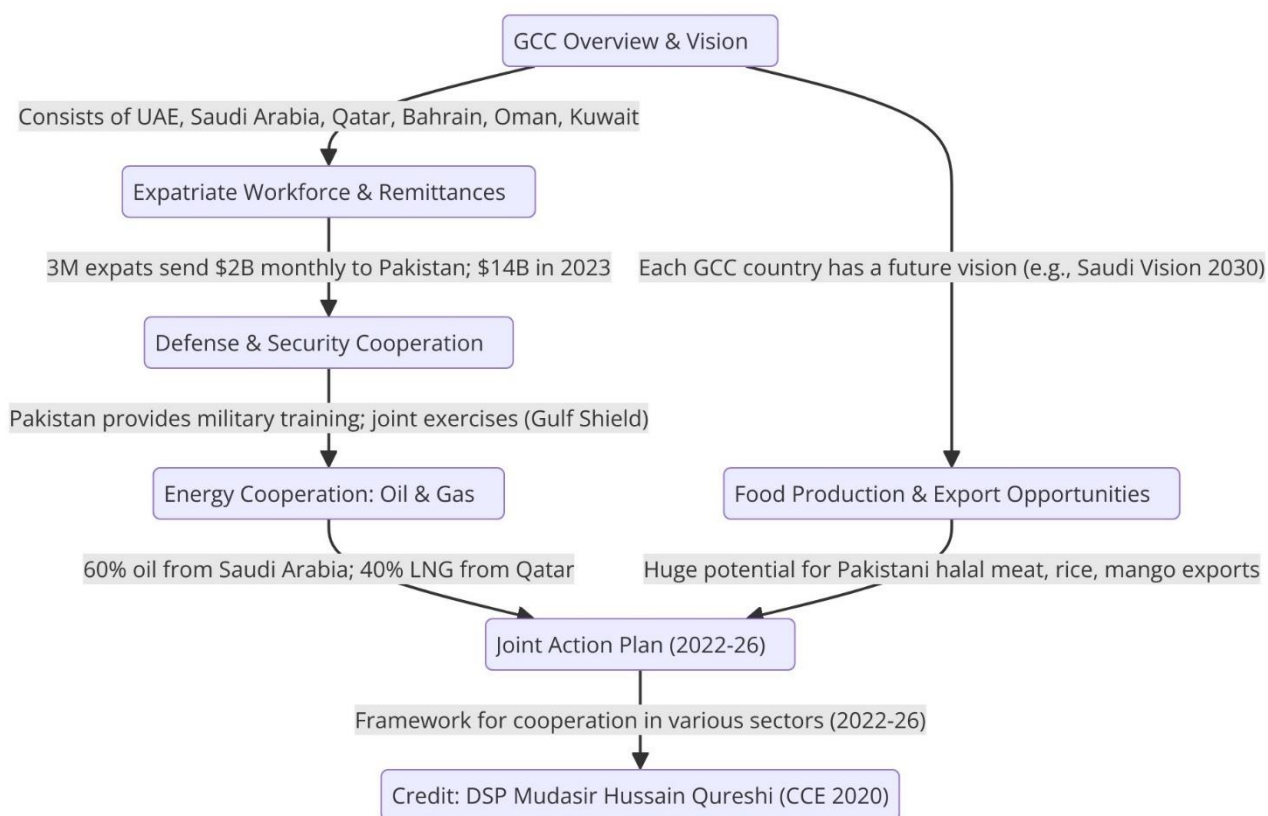 GCC Overview & Vision
Consists of UAE, Saudi Arabia, Qatar, Bahrain, Oman, Kuwait
Expatriate Workforce & Remittances
3M expats send $2B monthly to Pakistan; $14B in 2023
Each GCC country has a future vision (e.g., Saudi Vision 2030)
Defense & Security Cooperation
Pakistan provides military training; joint exercises (Gulf Shield)
Energy Cooperation: Oil & Gas
Food Production & Export Opportunities
60% oil from Saudi Arabia; 40% LNG from Qatar
Huge potential for Pakistani halal meat, rice, mango exports
Joint Action Plan (2022-26)
Framework for cooperation in various sectors (2022-26)
Credit: DSP Mudasir Hussain Qureshi (CCE 2020)